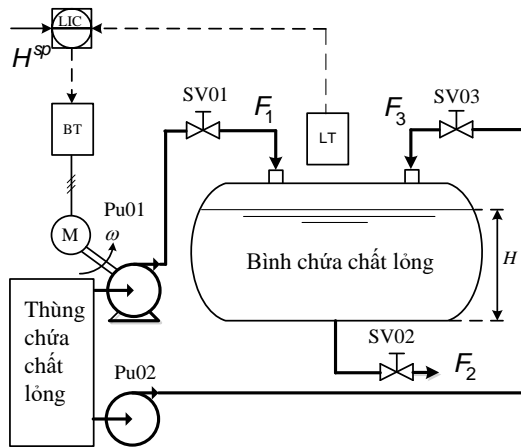 LIC
H^sp
SV01
F₁
SV03
F₃
BT
LT
Pu01
M
ω
Bình chứa chất lỏng
H
Thùng
chứa
chất
lỏng
Pu02
SV02
F₂